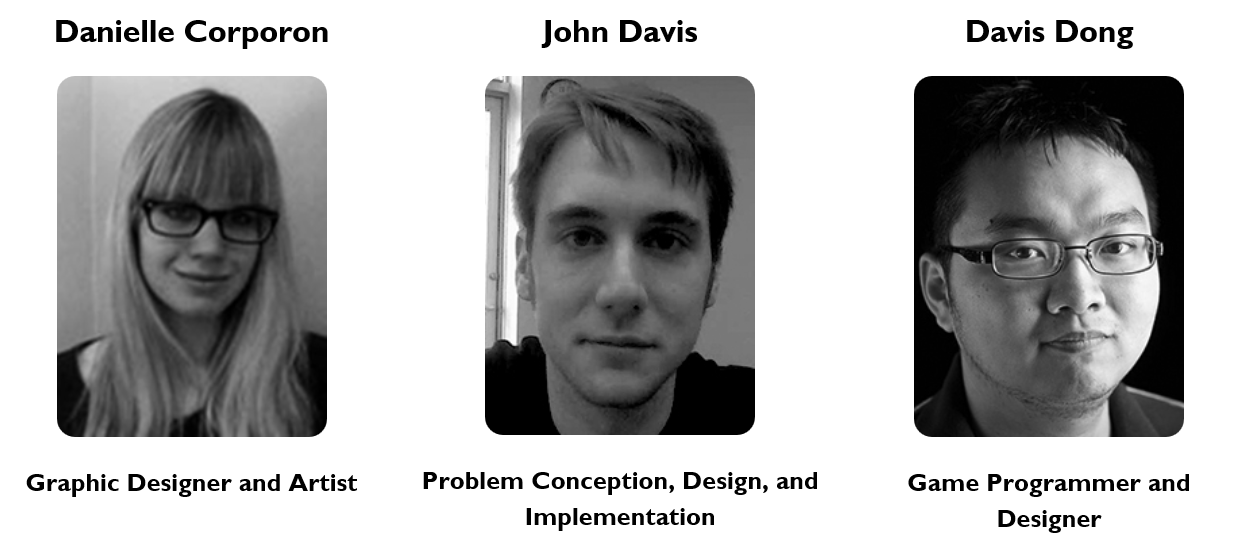 Danielle Corporon
John Davis
Davis Dong
Graphic Designer and Artist
Problem Conception, Design, and
Implementation
Game Programmer and
Designer